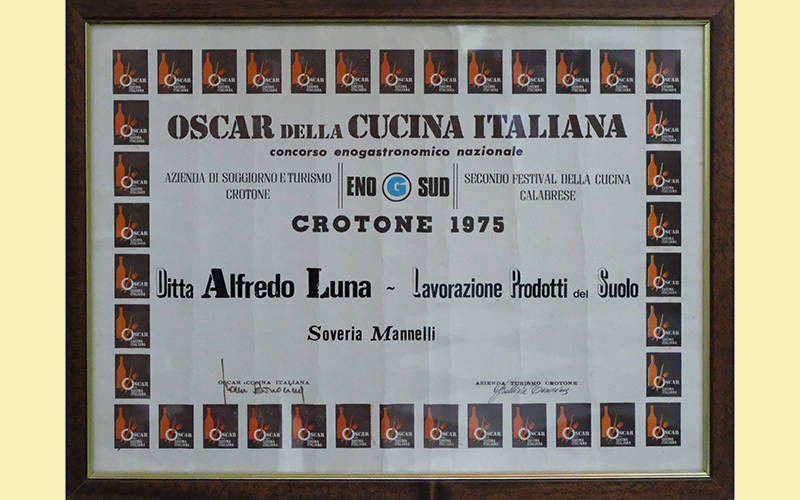 OSCAR DELLA CUCINA ITALIANA
concorso enogastronomico nazionale
AZIENDA DI SOGGIORNO E TURISMO
CROTONE
ENO G SUD
SECONDO FESTIVAL DELLA CUCINA
CALABRESE
CROTONE 1975
Ditta Alfredo Luna ~ Lavorazione Prodotti del Suolo
Soveria Mannelli
OSCAR CUCINA ITALIANA
AZIENDA TURISMO CROTONE